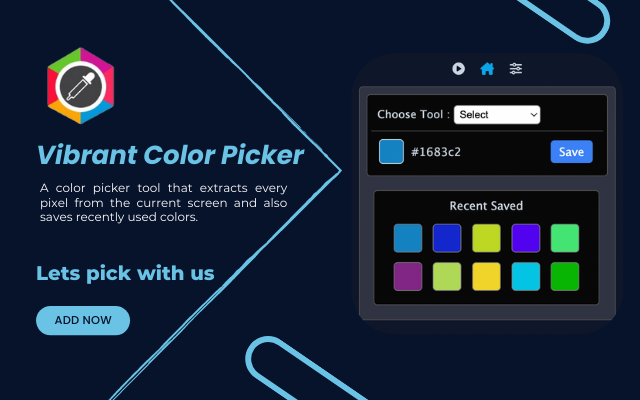 Vibrant Color Picker
A color picker tool that extracts every
pixel from the current screen and also
saves recently used colors.
Lets pick with us
ADD NOW
Choose Tool : Select
#1683c2 Save
Recent Saved